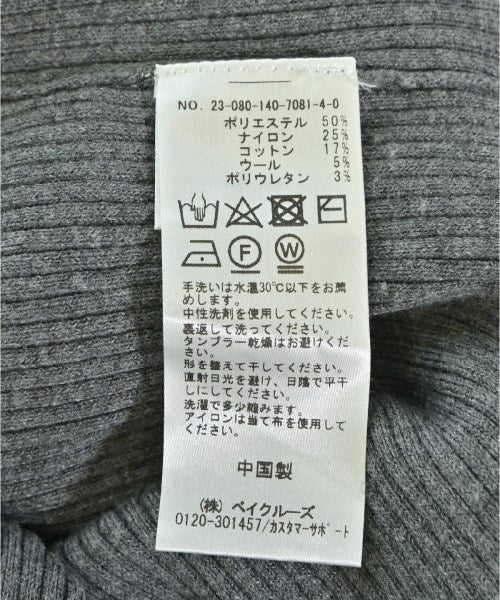 NO. 23-080-140-7081-4-0
ポリエステル 50%
ナイロン 25%
コットン 17%
ウール 5%
ポリウレタン 3%
F W
手洗いは水温30℃以下をお薦
めします。
中性洗剤を使用してください。
裏返して洗ってください。
タンブラー乾燥はお避けください。
形を整えて干してください。
直射日光を避け、日陰で平干
しにしてください。
洗濯で多少縮みます。
アイロンは当て布を使用して
ください。
中国製
(株) ベイクルーズ
0120-301457/カスタマーサポート